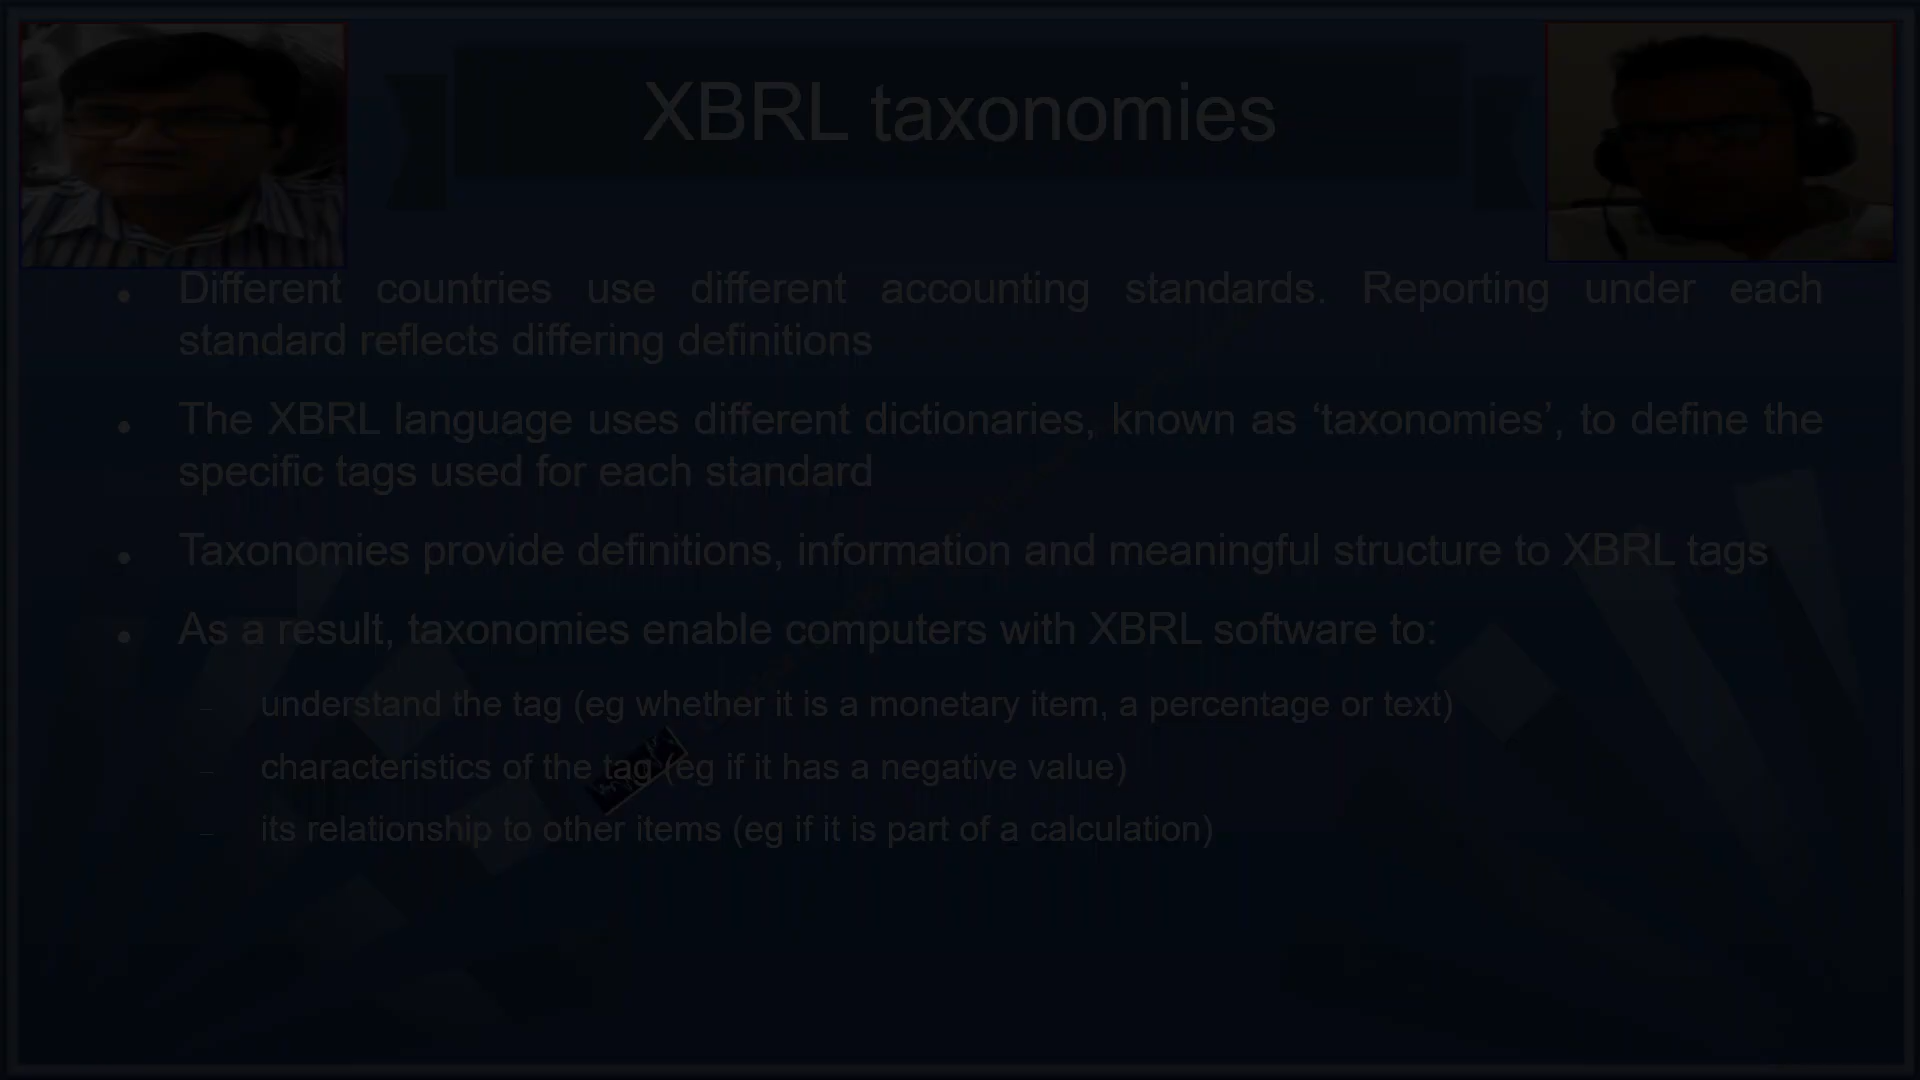 XBRL taxonomies
• Different countries use different accounting standards. Reporting under each
standard reflects differing definitions
• The XBRL language uses different dictionaries, known as ‘taxonomies’, to define the
specific tags used for each standard
• Taxonomies provide definitions, information and meaningful structure to XBRL tags
• As a result, taxonomies enable computers with XBRL software to:
– understand the tag (eg whether it is a monetary item, a percentage or text)
– characteristics of the tag (eg if it has a negative value)
– its relationship to other items (eg if it is part of a calculation)